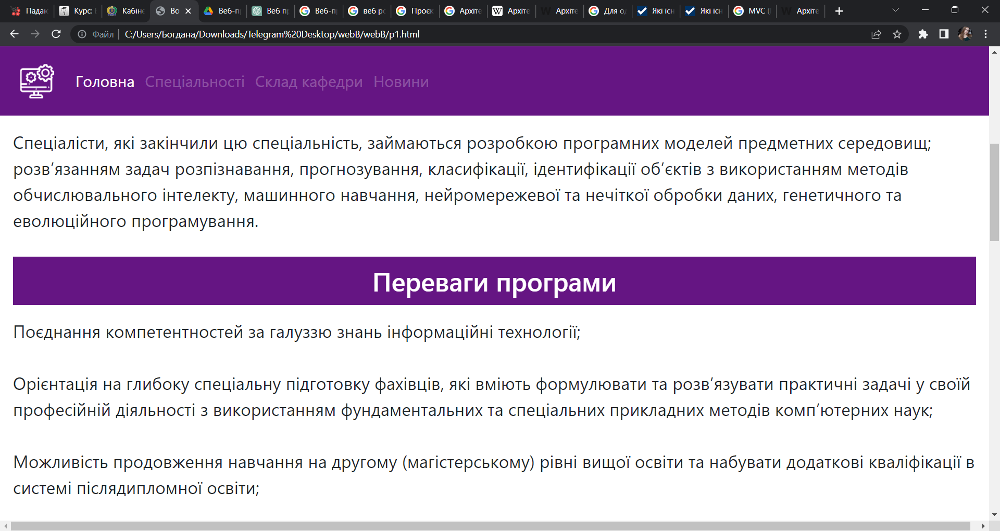 Падаю
Курс:
Кабіне
Во
Веб-п
Веб п
Веб-п
веб р
Проєк
Архіте
Архіте
Архіте
Для о
Які існ
Які існ
MVC (
Архіте
Файл
C:/Users/Богдана/Downloads/Telegram%20Desktop/webB/webB/p1.html
Головна Спеціальності Склад кафедри Новини
Спеціалісти, які закінчили цю спеціальність, займаються розробкою програмних моделей предметних середовищ;
розв’язанням задач розпізнавання, прогнозування, класифікації, ідентифікації об’єктів з використанням методів
обчислювального інтелекту, машинного навчання, нейромережевої та нечіткої обробки даних, генетичного та
еволюційного програмування.
Переваги програми
Поєднання компетентностей за галуззю знань інформаційні технології;
Орієнтація на глибоку спеціальну підготовку фахівців, які вміють формулювати та розв’язувати практичні задачі у своїй
професійній діяльності з використанням фундаментальних та спеціальних прикладних методів комп’ютерних наук;
Можливість продовження навчання на другому (магістерському) рівні вищої освіти та набувати додаткові кваліфікації в
системі післядипломної освіти;